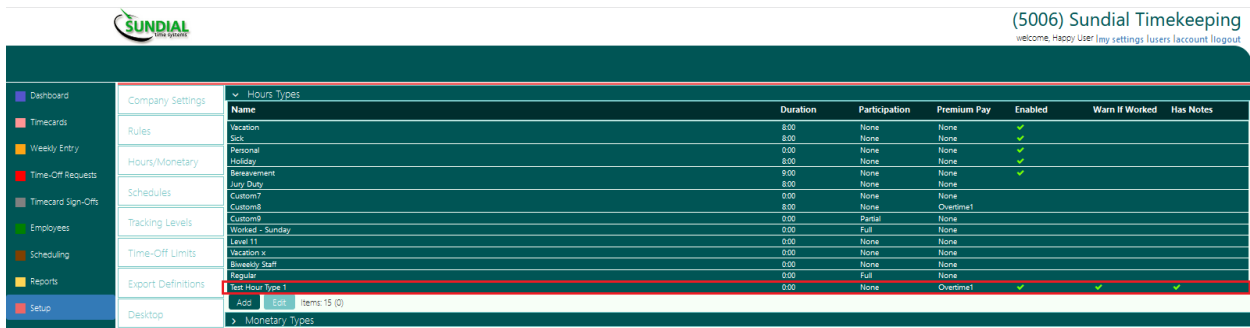 SUNDIAL
time systems
(5006) Sundial Timekeeping
welcome, Happy User |my settings |users |account |logout
Dashboard
Timecards
Weekly Entry
Time-Off Requests
Timecard Sign-Offs
Employees
Scheduling
Reports
Setup
Company Settings
Rules
Hours/Monetary
Schedules
Tracking Levels
Time-Off Limits
Export Definitions
Desktop
Hours Types
Name Duration Participation Premium Pay Enabled Warn If Worked Has Notes
Vacation 8:00 None None ✓
Sick 8:00 None None ✓
Personal 0:00 None None ✓
Holiday 8:00 None None ✓
Bereavement 9:00 None None ✓
Jury Duty 8:00 None None
Custom7 0:00 None None
Custom8 8:00 None Overtime1
Custom9 0:00 Partial None
Worked - Sunday 0:00 Full None
Level 11 0:00 None None
Vacation x 0:00 None None
Biweekly Staff 0:00 None None
Regular 0:00 Full None
Test Hour Type 1 0:00 None Overtime1 ✓ ✓ ✓
Add Edit Items: 15 (0)
Monetary Types